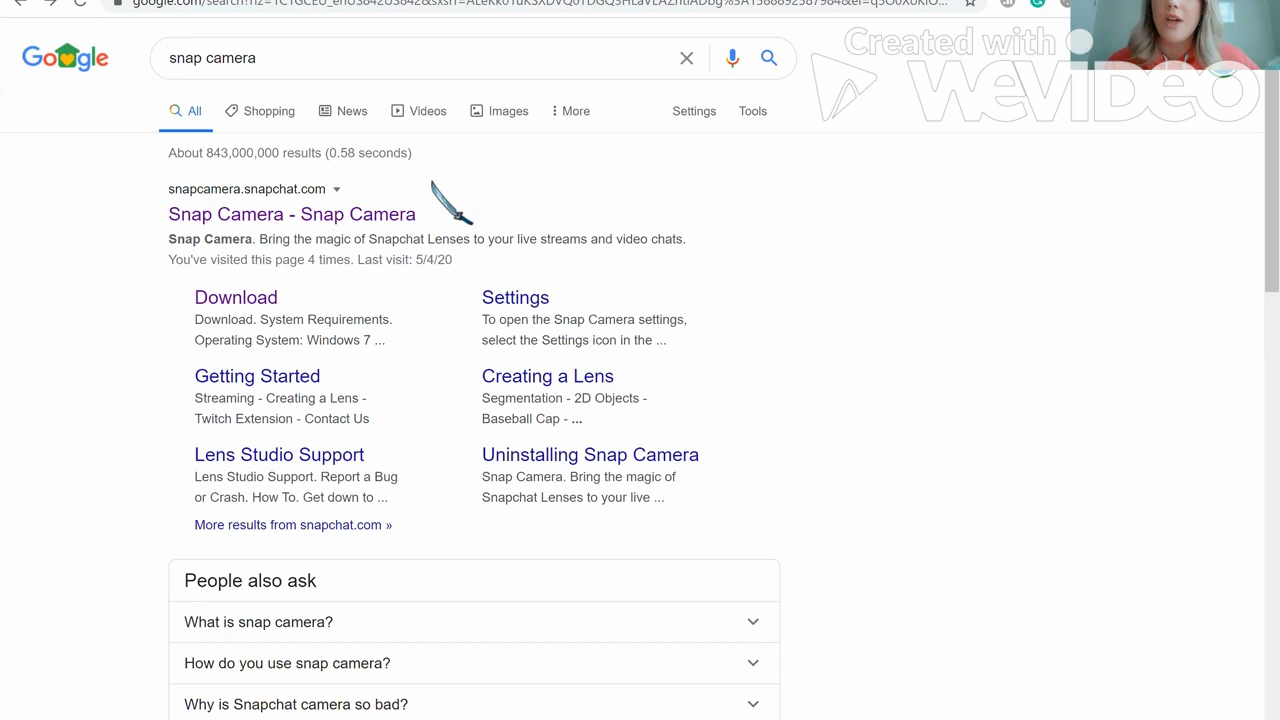 Created with
WEVIDEO
Google
snap camera
All
Shopping
News
Videos
Images
More
Settings
Tools
About 843,000,000 results (0.58 seconds)
snapcamera.snapchat.com
Snap Camera - Snap Camera
Snap Camera. Bring the magic of Snapchat Lenses to your live streams and video chats.
You've visited this page 4 times. Last visit: 5/4/20
Download
Download. System Requirements.
Operating System: Windows 7 ...
Settings
To open the Snap Camera settings,
select the Settings icon in the ...
Getting Started
Streaming - Creating a Lens -
Twitch Extension - Contact Us
Creating a Lens
Segmentation - 2D Objects -
Baseball Cap - ...
Lens Studio Support
Lens Studio Support. Report a Bug
or Crash. How To. Get down to ...
Uninstalling Snap Camera
Snap Camera. Bring the magic of
Snapchat Lenses to your live ...
More results from snapchat.com »
People also ask
What is snap camera?
How do you use snap camera?
Why is Snapchat camera so bad?